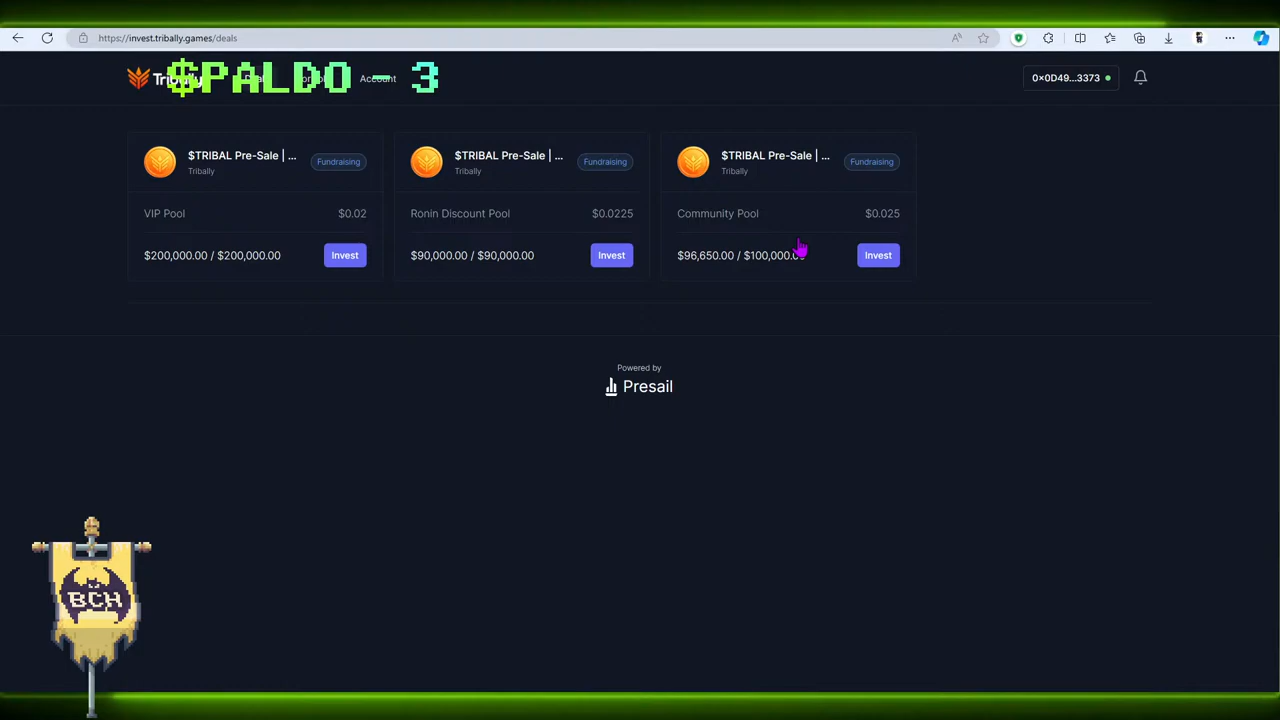 https://invest.tribally.games/deals
Tribally
$PALDO - 3
Account
0x0D49...3373
$TRIBAL Pre-Sale | ...
Tribally
Fundraising
VIP Pool
$0.02
$200,000.00 / $200,000.00
Invest
$TRIBAL Pre-Sale | ...
Tribally
Fundraising
Ronin Discount Pool
$0.0225
$90,000.00 / $90,000.00
Invest
$TRIBAL Pre-Sale | ...
Tribally
Fundraising
Community Pool
$0.025
$96,650.00 / $100,000.00
Invest
Powered by
Presail
BCH